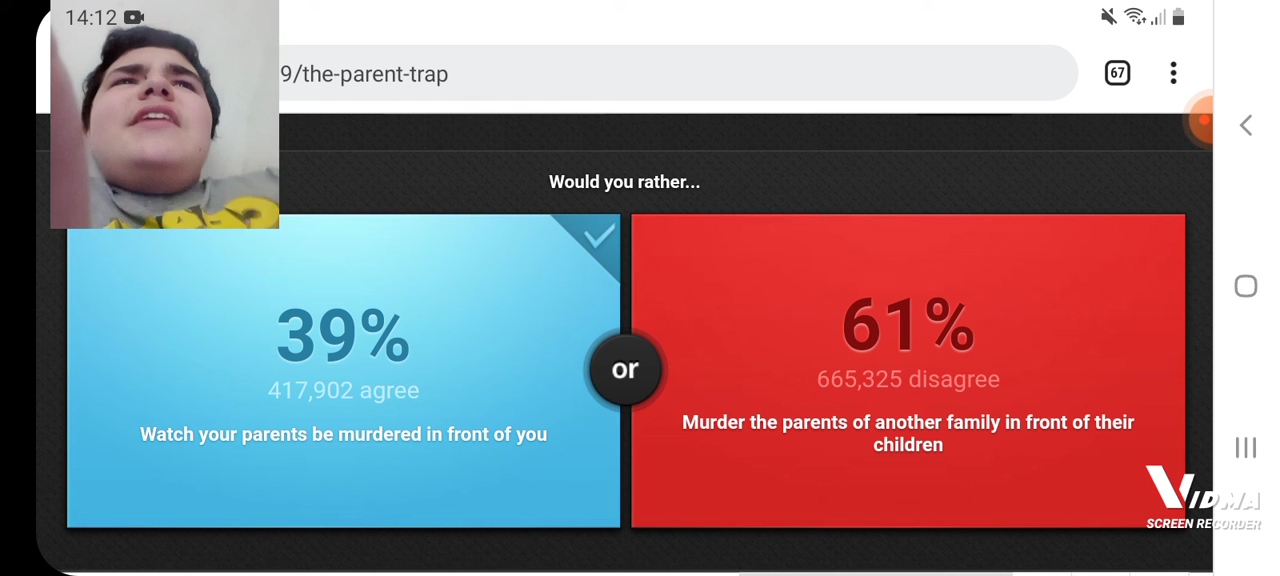 14:12
9/the-parent-trap
67
Would you rather...
39%
417,902 agree
Watch your parents be murdered in front of you
or
61%
665,325 disagree
Murder the parents of another family in front of their
children
VIDMA
SCREEN RECORDER